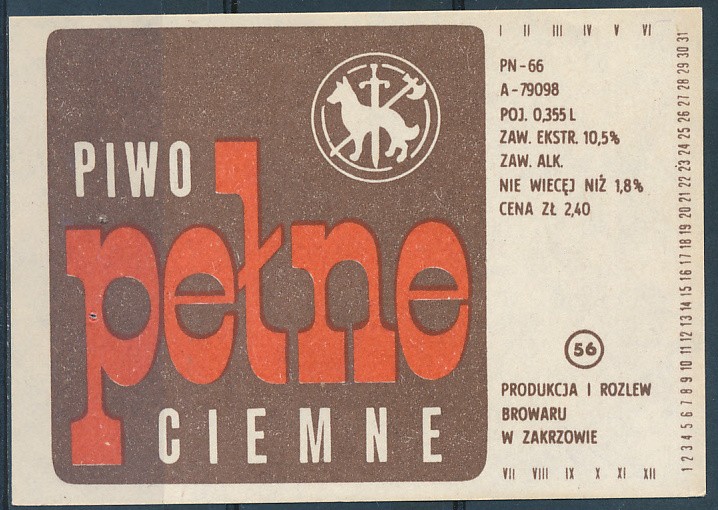 PIWO
pełne
CIEMNE
I II III IV V VI
PN-66
A-79098
POJ. 0,355 L
ZAW. EKSTR. 10,5%
ZAW. ALK.
NIE WIĘCEJ NIŻ 1,8%
CENA ZŁ 2,40
56
PRODUKCJA I ROZLEW
BROWARU
W ZAKRZOWIE
VII VIII IX X XI XII
1 2 3 4 5 6 7 8 9 10 11 12 13 14 15 16 17 18 19 20 21 22 23 24 25 26 27 28 29 30 31